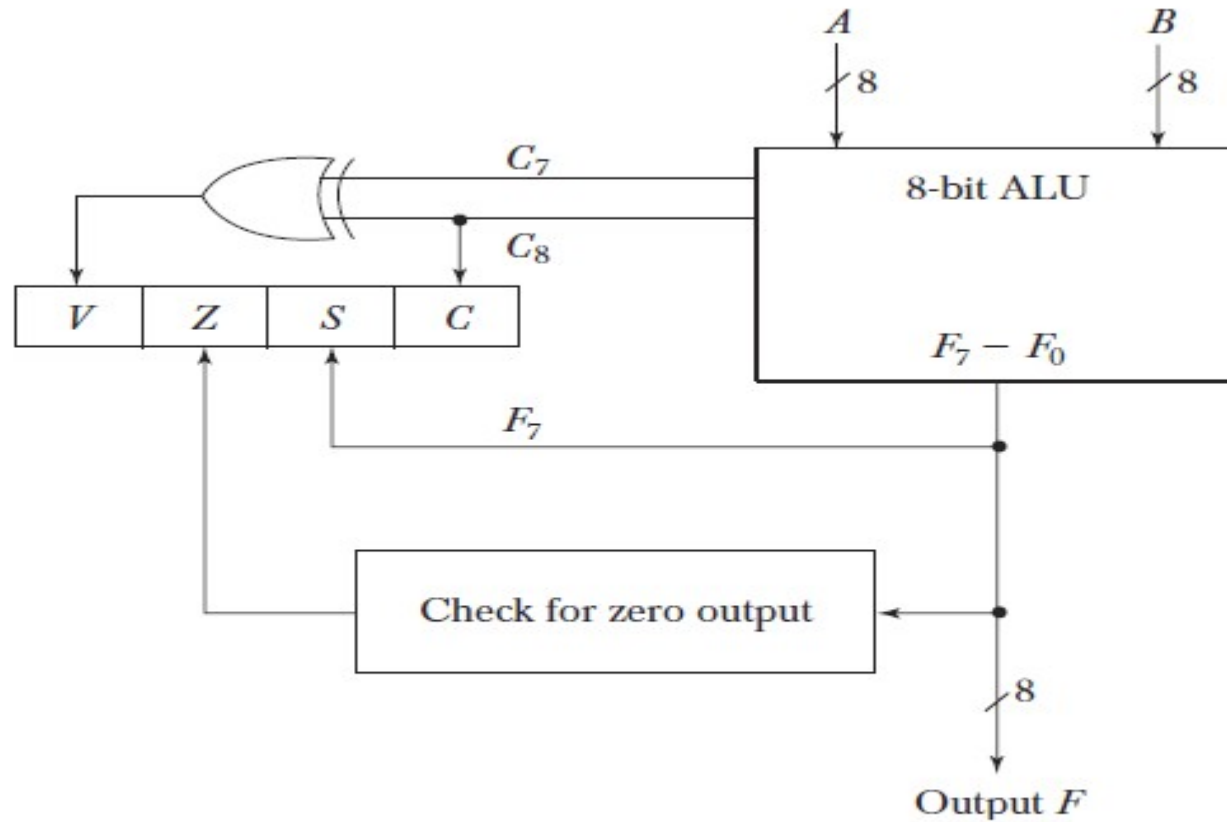 A B
8 8
C₇
8-bit ALU
C₈
V Z S C
F₇ – F₀
F₇
Check for zero output
8
Output F